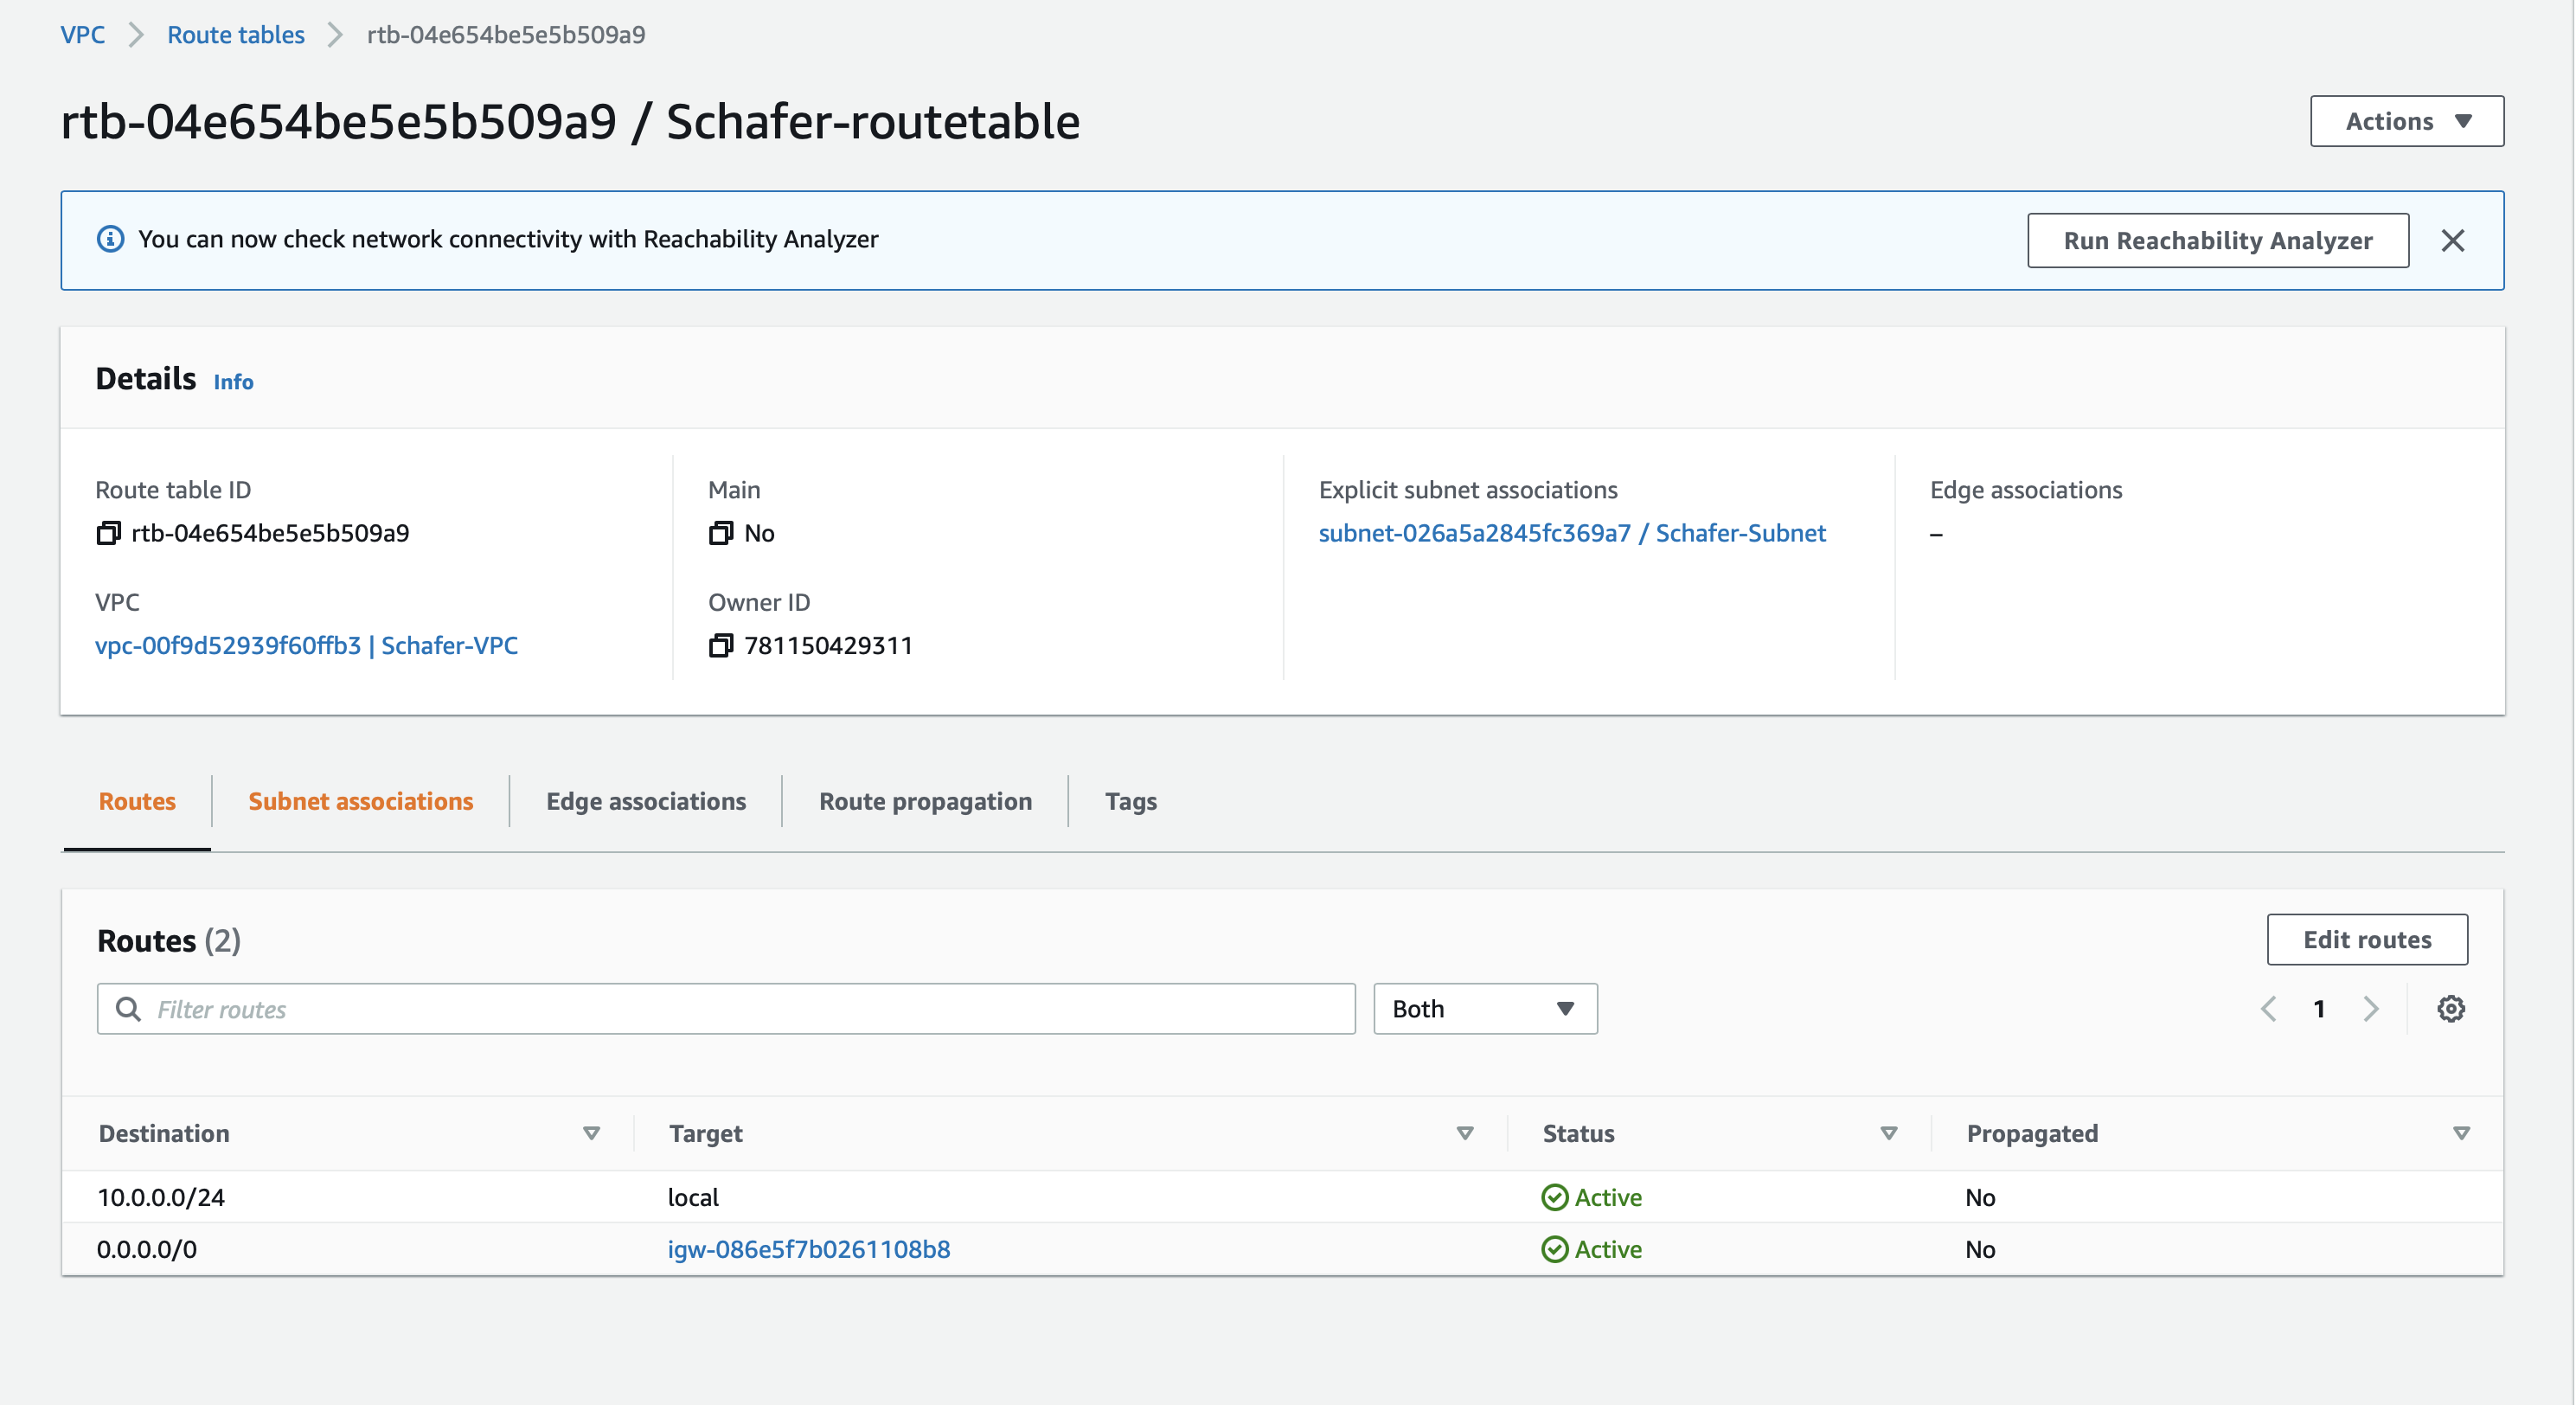 VPC Route tables rtb-04e654be5e5b509a9
rtb-04e654be5e5b509a9 / Schafer-routetable
Actions
You can now check network connectivity with Reachability Analyzer
Run Reachability Analyzer
Details Info
Route table ID
rtb-04e654be5e5b509a9
VPC
vpc-00f9d52939f60ffb3 | Schafer-VPC
Main
No
Owner ID
781150429311
Explicit subnet associations
subnet-026a5a2845fc369a7 / Schafer-Subnet
Edge associations
–
Routes Subnet associations Edge associations Route propagation Tags
Routes (2)
Edit routes
Filter routes
Both
1
Destination Target Status Propagated
10.0.0.0/24 local Active No
0.0.0.0/0 igw-086e5f7b0261108b8 Active No